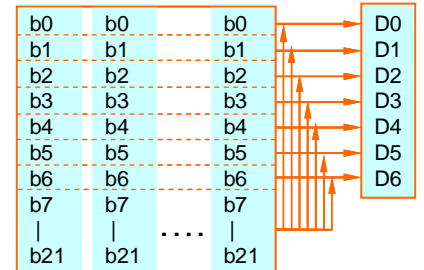 b0 b0 b0 D0
b1 b1 b1 D1
b2 b2 b2 D2
b3 b3 b3 D3
b4 b4 b4 D4
b5 b5 b5 D5
b6 b6 b6 D6
b7 b7 b7
| | .... |
b21 b21 b21